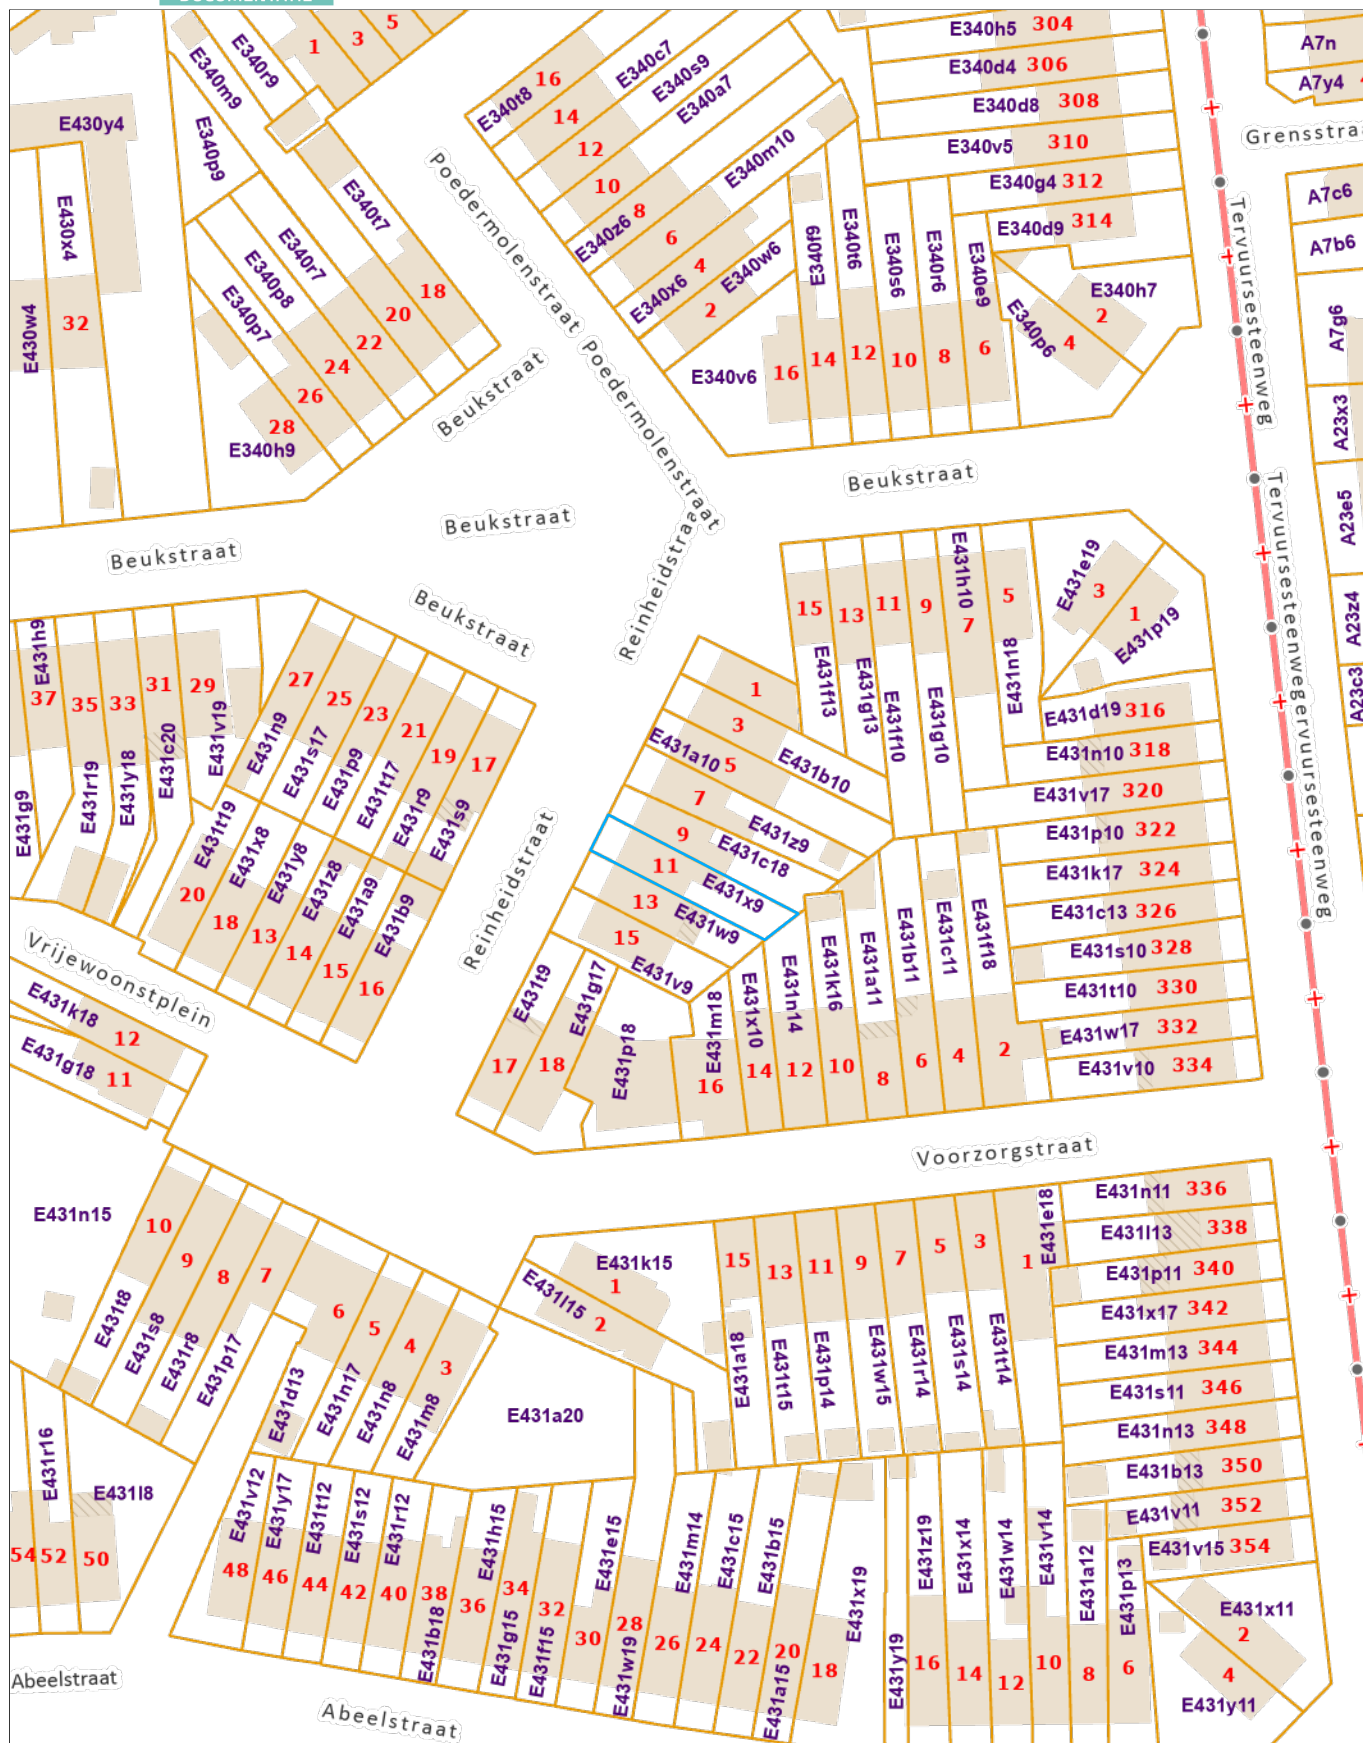 E340r9
E340m9
1
3
5
E340p9
E340t7
E430y4
E430x4
E430w4
32
E340r7
E340p8
E340p7
18
20
22
24
26
28
E340h9
E340t8
16
14
12
10
8
6
4
2
E340c7
E340s9
E340a7
E340m10
E340z6
E340x6
E340w6
E340v6
E340f9
E340t6
E340s6
E340r6
E340e9
16
14
12
10
8
6
E340h5 304
E340d4 306
E340d8 308
E340v5 310
E340g4 312
E340d9 314
E340h7
2
E340p6
4
A7n
A7y4
Grensstraa
A7c6
A7b6
A7g6
A23x3
A23e5
A23z4
A23c3
Tervuursesteenweg
Tervuursesteenwegervuursesteenweg
Poedermolenstraat
Poedermolenstraat
Beukstraat
Beukstraat
Beukstraat
Beukstraat
Beukstraat
Reinheidstraat
Reinheidstraat
E431h9
37
35
33
31
29
E431g9
E431r19
E431y18
E431c20
E431v19
27
25
23
21
19
17
E431n9
E431s17
E431p9
E431t17
E431r9
E431s9
E431t19
E431x8
E431y8
E431z8
E431a9
E431b9
20
18
13
14
15
16
Vrijewoonstplein
E431k18
12
E431g18
11
1
3
5
7
9
11
13
15
E431a10
E431b10
E431z9
E431c18
E431x9
E431w9
E431v9
E431t9
E431g17
E431p18
17
18
15
13
11
9
7
5
E431f13
E431g13
E431f10
E431g10
E431h10
E431n18
E431e19
3
1
E431p19
E431d19 316
E431n10 318
E431v17 320
E431p10 322
E431k17 324
E431c13 326
E431s10 328
E431t10 330
E431w17 332
E431v10 334
E431m18
E431x10
E431n14
E431k16
E431a11
E431b11
E431c11
E431f18
16
14
12
10
8
6
4
2
Voorzorgstraat
E431n15
10
9
8
7
6
5
4
3
E431t8
E431s8
E431r8
E431p17
E431d13
E431n17
E431n8
E431m8
E431k15
1
E431l15
2
E431a20
15
13
11
9
7
5
3
1
E431a18
E431t15
E431p14
E431w15
E431r14
E431s14
E431t14
E431e18
E431n11 336
E431l13 338
E431p11 340
E431x17 342
E431m13 344
E431s11 346
E431n13 348
E431b13 350
E431v11 352
E431v15 354
E431r16
E431l8
54
52
50
E431v12
E431y17
E431t12
E431s12
E431r12
E431b18
E431h15
E431g15
E431f15
E431e15
E431w19
E431m14
E431c15
E431b15
E431a15
E431x19
48
46
44
42
40
38
36
34
32
30
28
26
24
22
20
18
E431y19
E431z19
E431x14
E431w14
E431v14
E431a12
E431p13
16
14
12
10
8
6
E431x11
2
4
E431y11
Abeelstraat
Abeelstraat